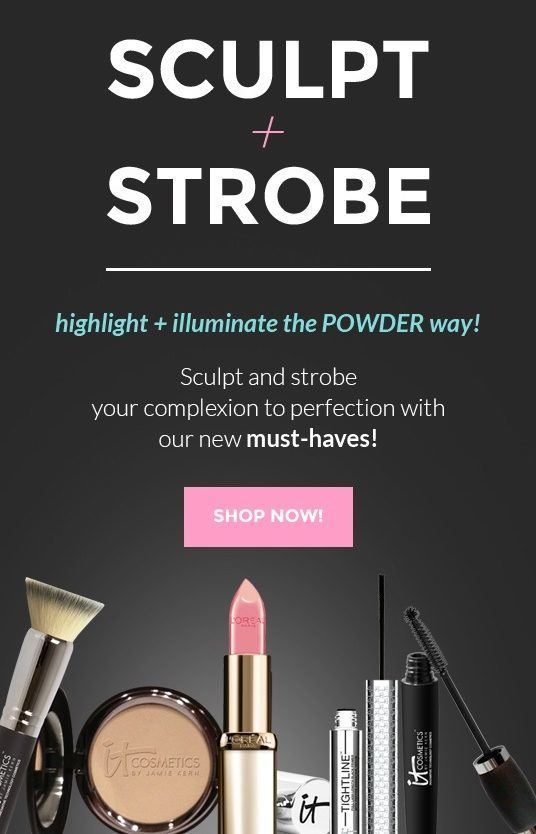 SCULPT
+
STROBE
highlight + illuminate the POWDER way!
Sculpt and strobe
your complexion to perfection with
our new must-haves!
SHOP NOW!
L'OREAL
PARIS
L'OREAL
PARIS
it
COSMETICS
BY JAMIE KERN
COSMETICS
it
TIGHTLINE
it
COSMETICS